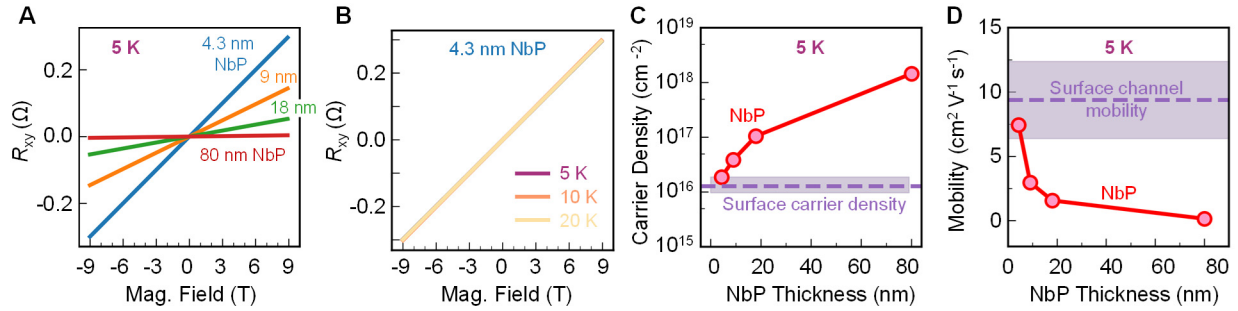 A
5 K
4.3 nm
NbP
9 nm
18 nm
80 nm NbP
0.2
0.0
-0.2
Rxy (Ω)
-9 -6 -3 0 3 6 9
Mag. Field (T)
B
4.3 nm NbP
5 K
10 K
20 K
0.2
0.0
-0.2
Rxy (Ω)
-9 -6 -3 0 3 6 9
Mag. Field (T)
C
5 K
NbP
Surface carrier density
10^19
10^18
10^17
10^16
10^15
Carrier Density (cm^-2)
0 20 40 60 80
NbP Thickness (nm)
D
5 K
Surface channel
mobility
NbP
15
10
5
0
Mobility (cm^2 V^-1 s^-1)
0 20 40 60 80
NbP Thickness (nm)